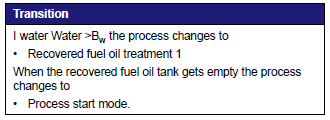 Transition
I water Water >Bw the process changes to
• Recovered fuel oil treatment 1
When the recovered fuel oil tank gets empty the process
changes to
• Process start mode.